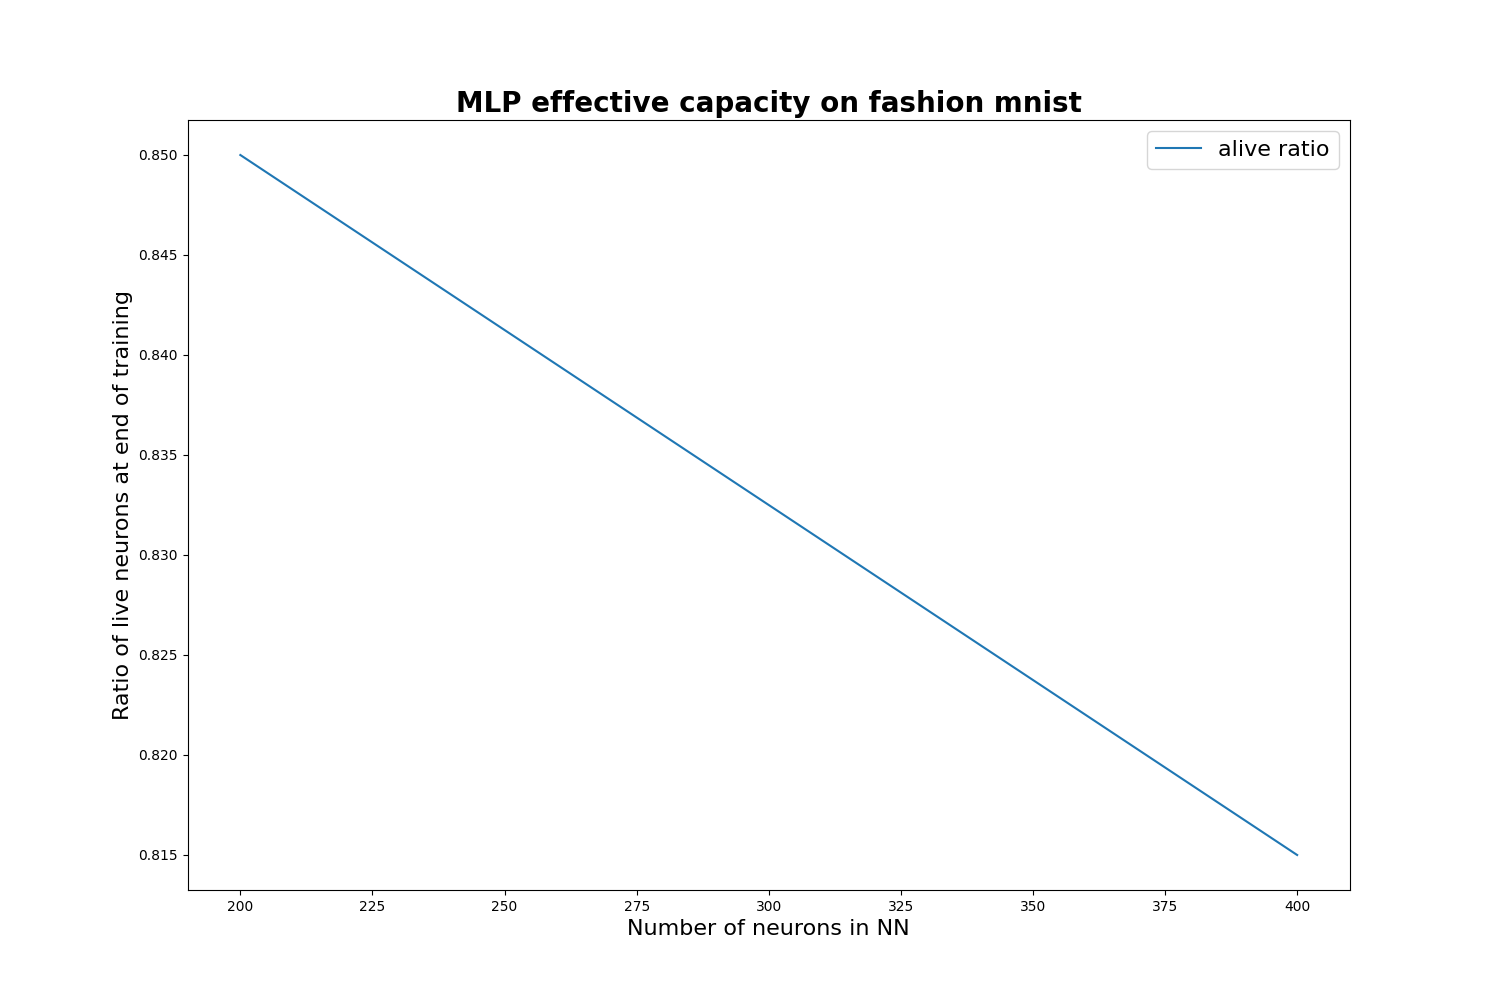 MLP effective capacity on fashion mnist
alive ratio
Ratio of live neurons at end of training
0.850
0.845
0.840
0.835
0.830
0.825
0.820
0.815
200 225 250 275 300 325 350 375 400
Number of neurons in NN